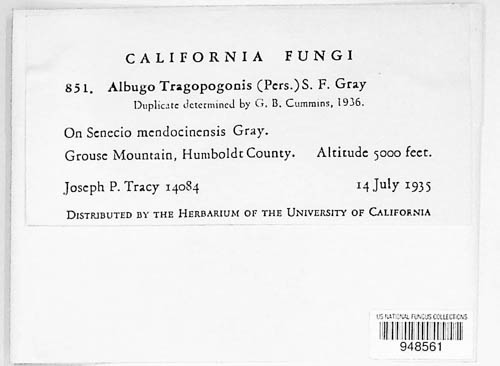 CALIFORNIA FUNGI
851. Albugo Tragopogonis (Pers.) S. F. Gray
Duplicate determined by G. B. Cummins, 1936.
On Senecio mendocinensis Gray.
Grouse Mountain, Humboldt County. Altitude 5000 feet.
Joseph P. Tracy 14084 14 July 1935
DISTRIBUTED BY THE HERBARIUM OF THE UNIVERSITY OF CALIFORNIA
US NATIONAL FUNGUS COLLECTIONS
948561